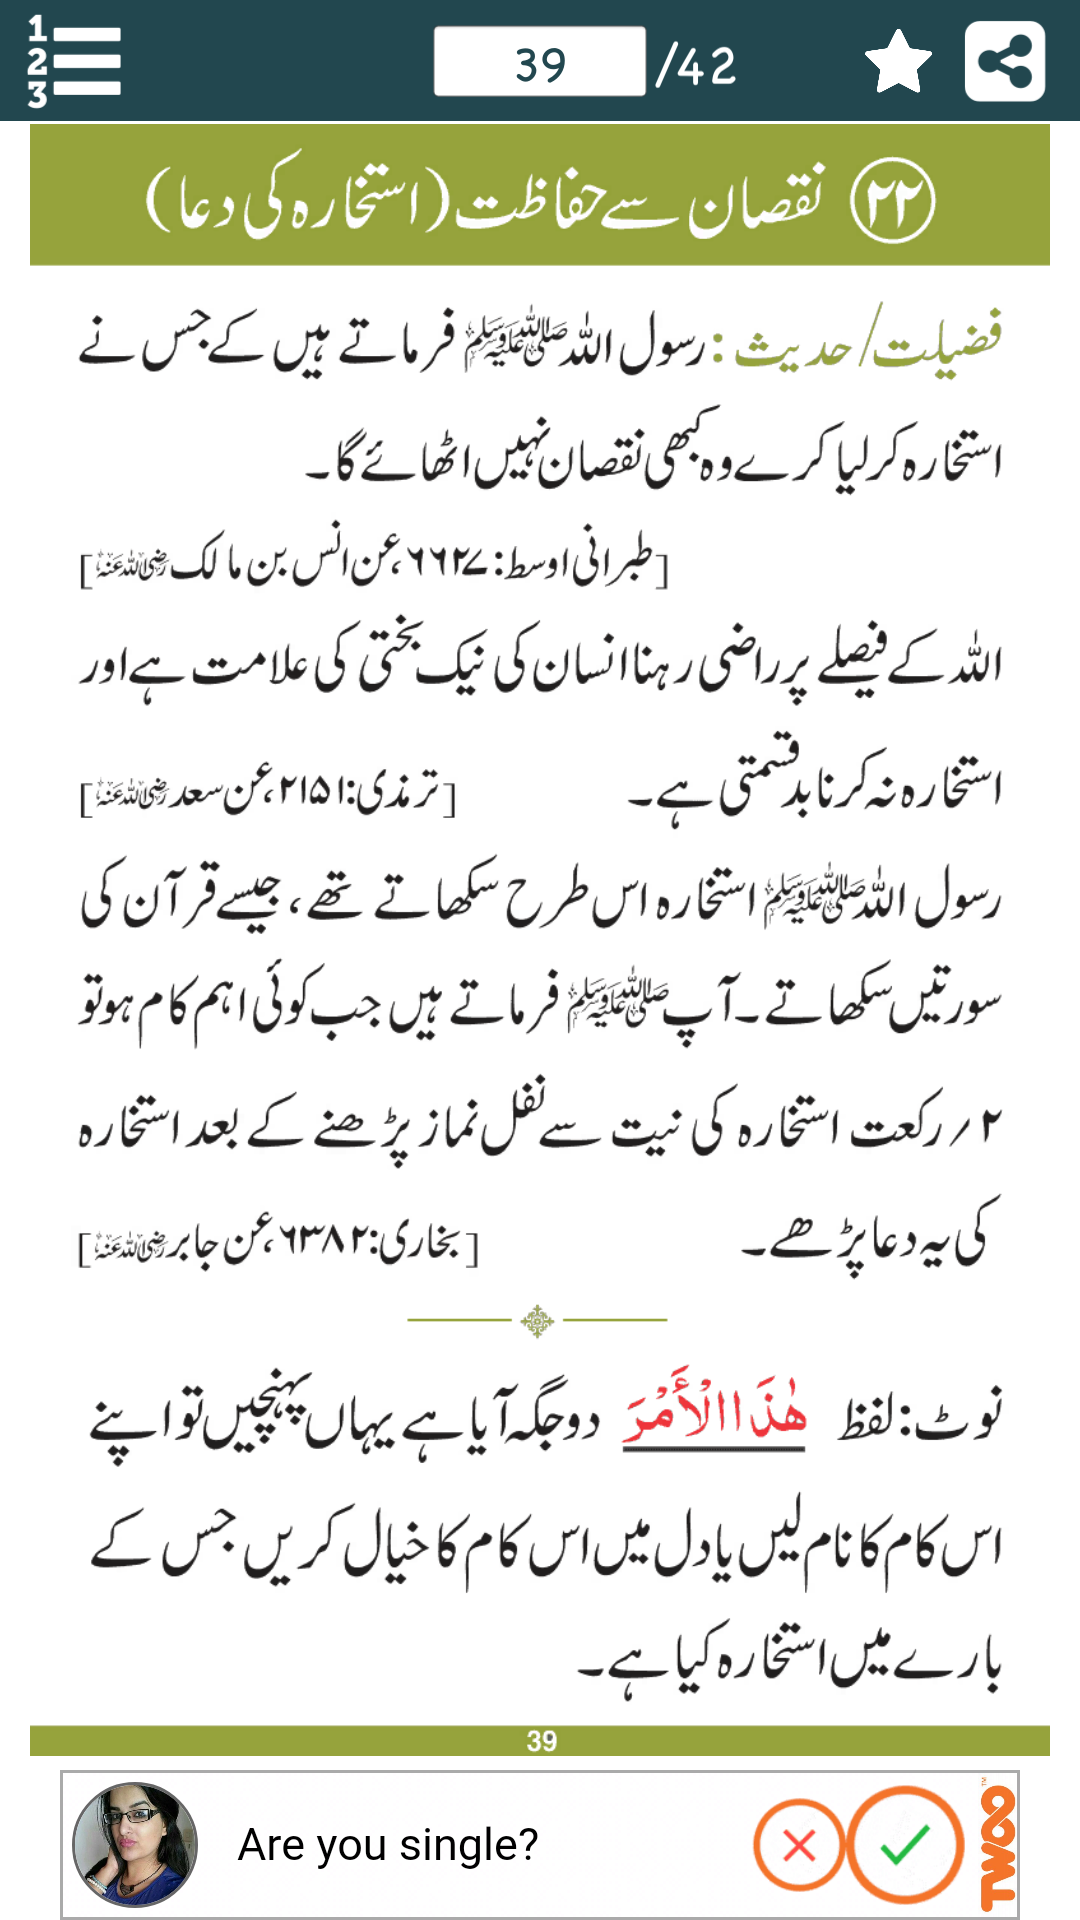 1
2
3
39 /42
۲۲ نقصان سے حفاظت (استخارہ کی دعا)
فضیلت/حدیث: رسول اللہ ﷺ فرماتے ہیں کے جس نے
استخارہ کرلیا کرے وہ کبھی نقصان نہیں اٹھائے گا۔
[طبرانی اوسط: ۶۶۲۷، عن انس بن مالک رضی اللہ عنہ]
اللہ کے فیصلے پر راضی رہنا انسان کی نیک بختی کی علامت ہے اور
استخارہ نہ کرنا بد قسمتی ہے۔ [ترمذی: ۲۱۵۱، عن سعد رضی اللہ عنہ]
رسول اللہ ﷺ استخارہ اس طرح سکھاتے تھے، جیسے قرآن کی
سورتیں سکھاتے۔ آپ ﷺ فرماتے ہیں جب کوئی اہم کام ہو تو
۲/رکعت استخارہ کی نیت سے نفل نماز پڑھنے کے بعد استخارہ
کی یہ دعا پڑھے۔ [بخاری: ۶۳۸۲، عن جابر رضی اللہ عنہ]
نوٹ: لفظ هٰذَا الْأَمْرَ دو جگہ آیا ہے یہاں پہنچیں تو اپنے
اس کام کا نام لیں یا دل میں اس کام کا خیال کریں جس کے
بارے میں استخارہ کیا ہے۔
39
Are you single?
TWOO™